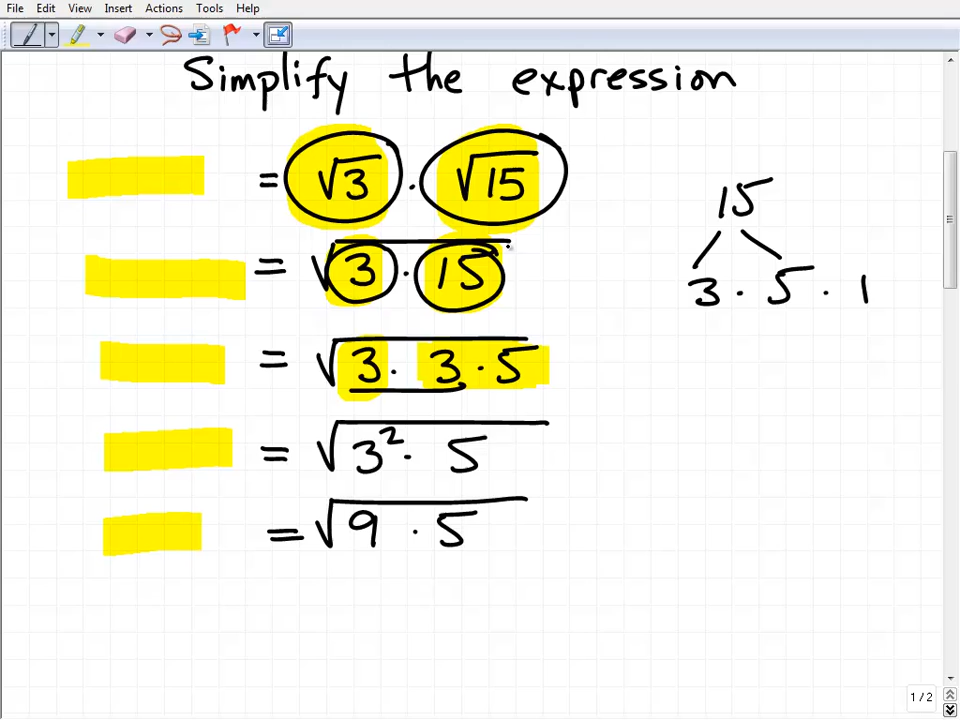 File Edit View Insert Actions Tools Help
Simplify the expression
= √3 · √15
15
= √3 · 15
3 · 5 · 1
= √3 · 3 · 5
= √3² · 5
= √9 · 5
1 / 2